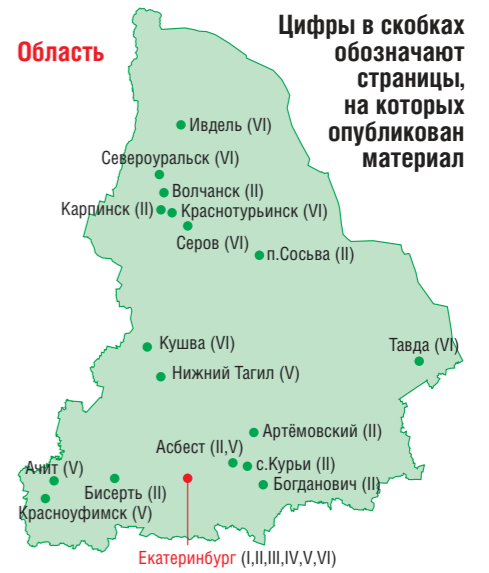 Область
Цифры в скобках
обозначают
страницы,
на которых
опубликован
материал
Ивдель (VI)
Североуральск (VI)
Волчанск (II)
Карпинск (II)
Краснотурьинск (VI)
Серов (VI)
п.Сосьва (II)
Кушва (VI)
Тавда (VI)
Нижний Тагил (V)
Артёмовский (II)
Асбест (II,V)
с.Курьи (II)
Ачит (V)
Богданович (II)
Бисерть (II)
Красноуфимск (V)
Екатеринбург (I,II,III,IV,V,VI)